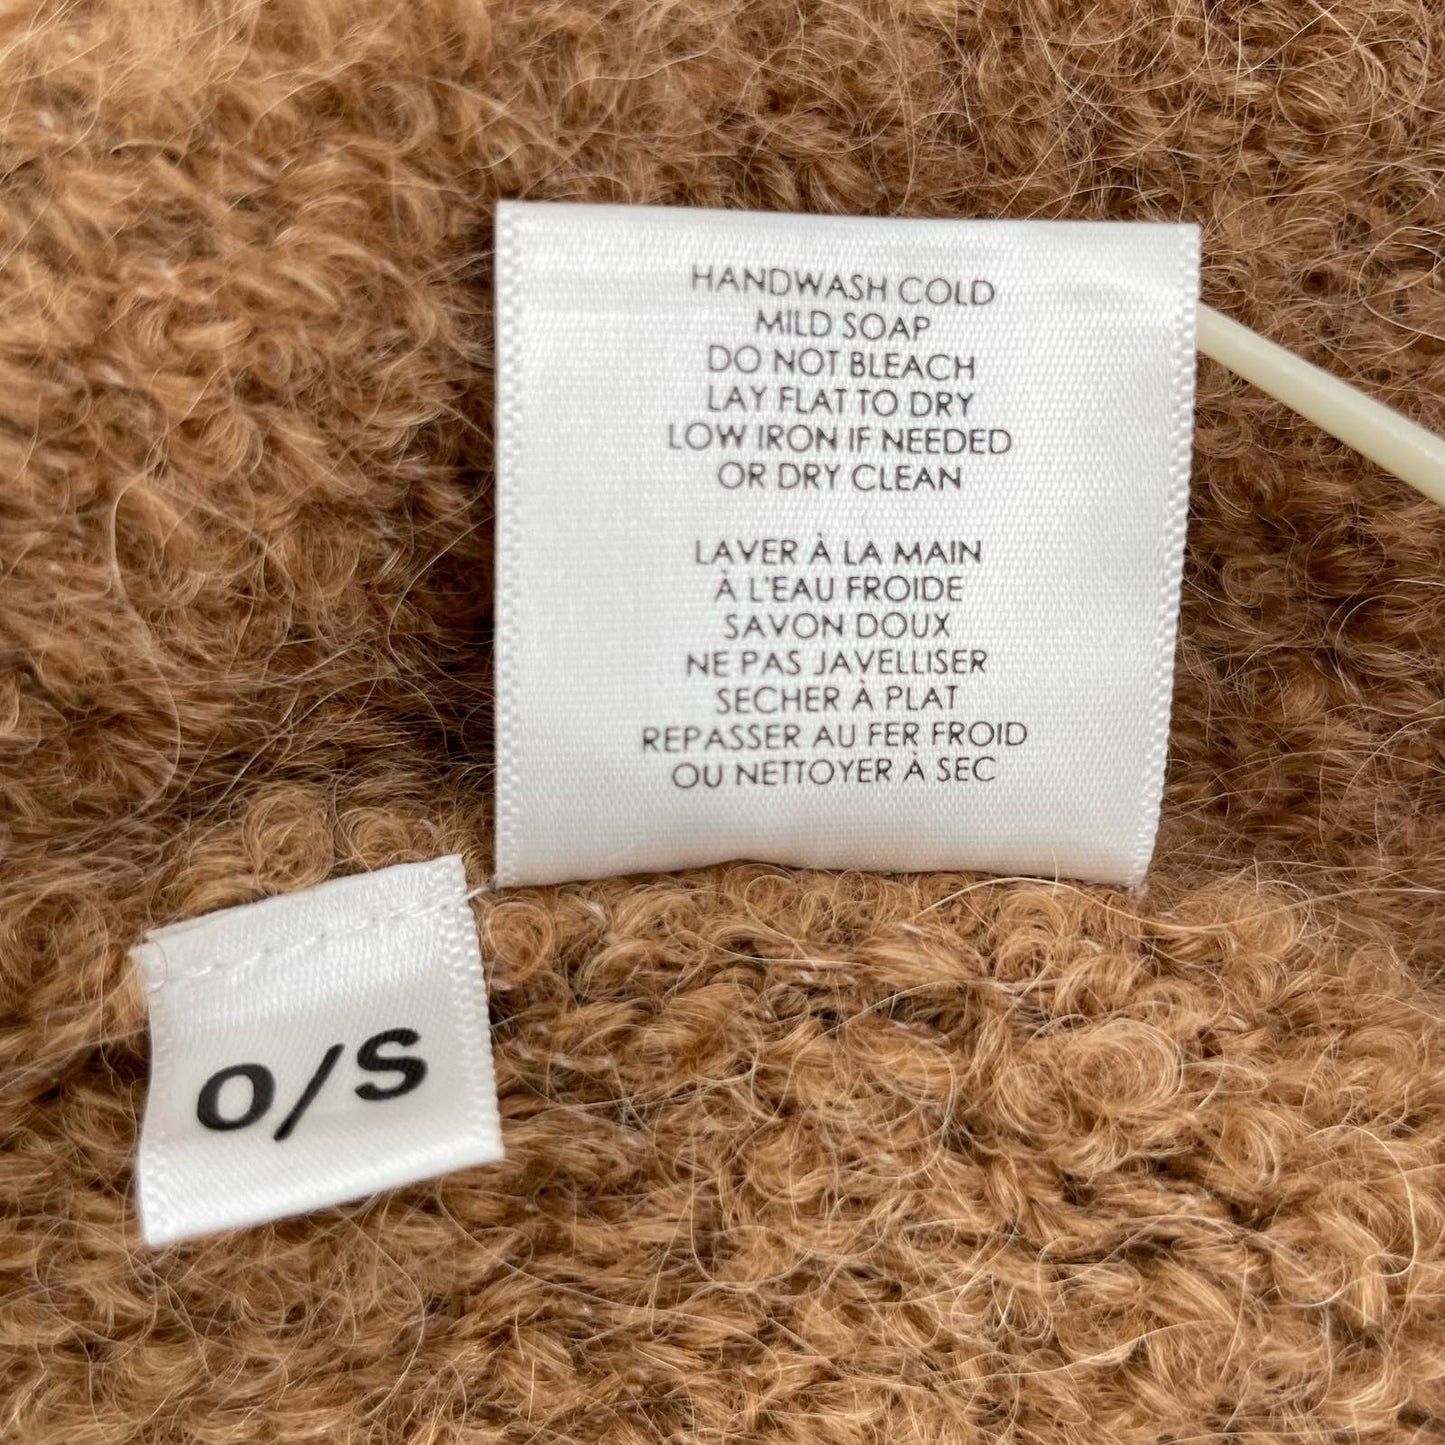 HANDWASH COLD
MILD SOAP
DO NOT BLEACH
LAY FLAT TO DRY
LOW IRON IF NEEDED
OR DRY CLEAN
LAVER À LA MAIN
À L'EAU FROIDE
SAVON DOUX
NE PAS JAVELLISER
SECHER À PLAT
REPASSER AU FER FROID
OU NETTOYER À SEC
O/S